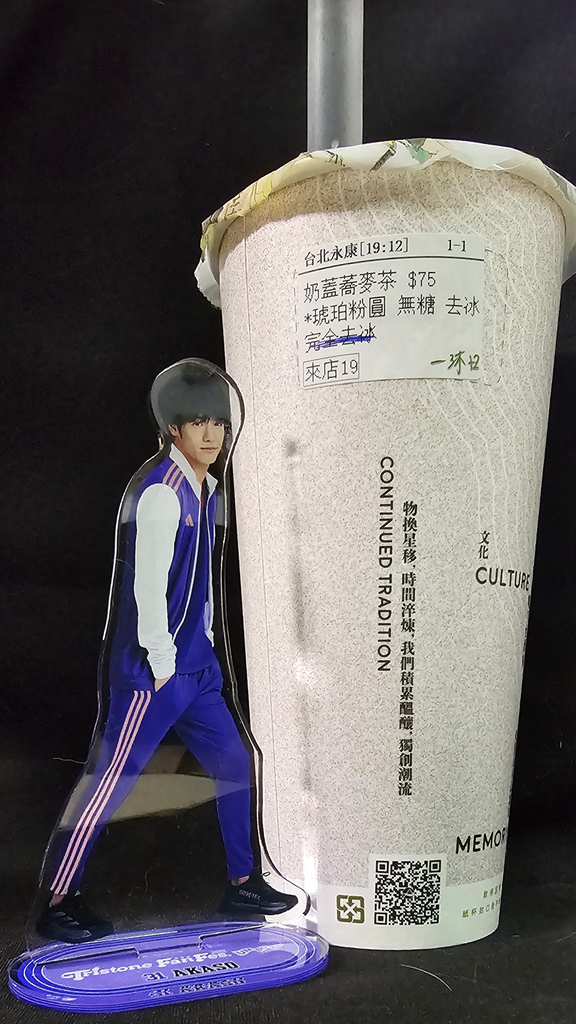 台北永康[19:12] 1-1
奶蓋蕎麥茶 $75
*琥珀粉圓 無糖 去冰
完全去冰
來店19
CONTINUED TRADITION
物換星移，時間淬煉，我們積累醞釀，獨創潮流
文化
CULTURE
MEMOR
Tristone FanFes.
31 AKASO